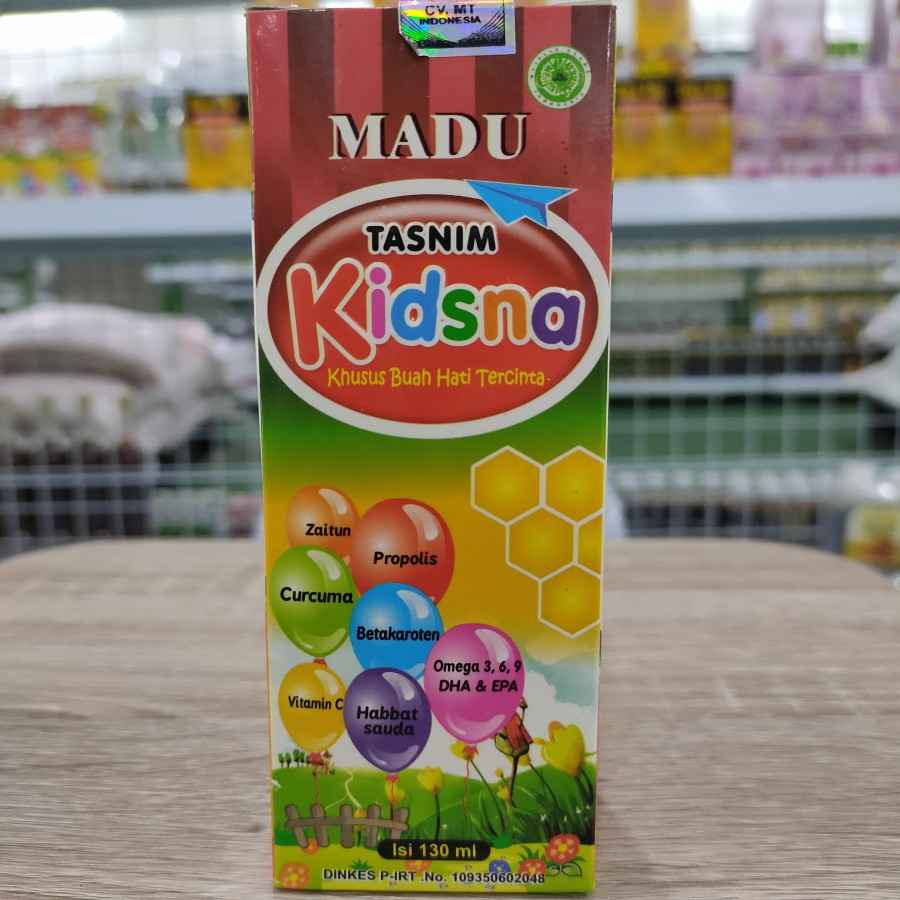 CV. MT
INDONESIA
MADU
TASNIM
Kidsna
Khusus Buah Hati Tercinta
Zaitun
Propolis
Curcuma
Betakaroten
Omega 3, 6, 9
DHA & EPA
Vitamin C
Habbat
sauda
Isi 130 ml
DINKES P-IRT .No. 109350602048